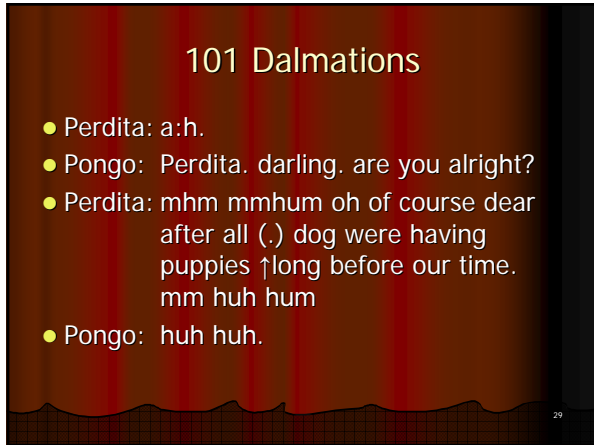 101 Dalmations
Perdita: a:h.
Pongo: Perdita. darling. are you alright?
Perdita: mhm mmhum oh of course dear
after all (.) dog were having
puppies ↑long before our time.
mm huh hum
Pongo: huh huh.
29